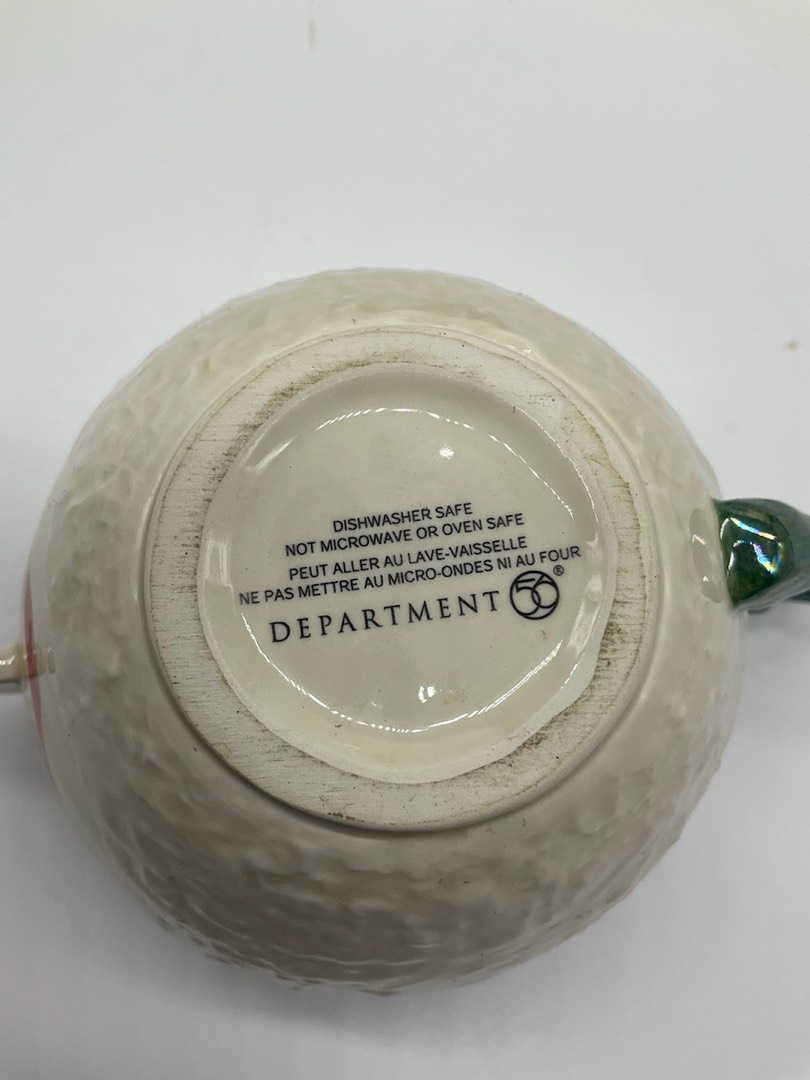 DISHWASHER SAFE
NOT MICROWAVE OR OVEN SAFE
PEUT ALLER AU LAVE-VAISSELLE
NE PAS METTRE AU MICRO-ONDES NI AU FOUR
DEPARTMENT 56®